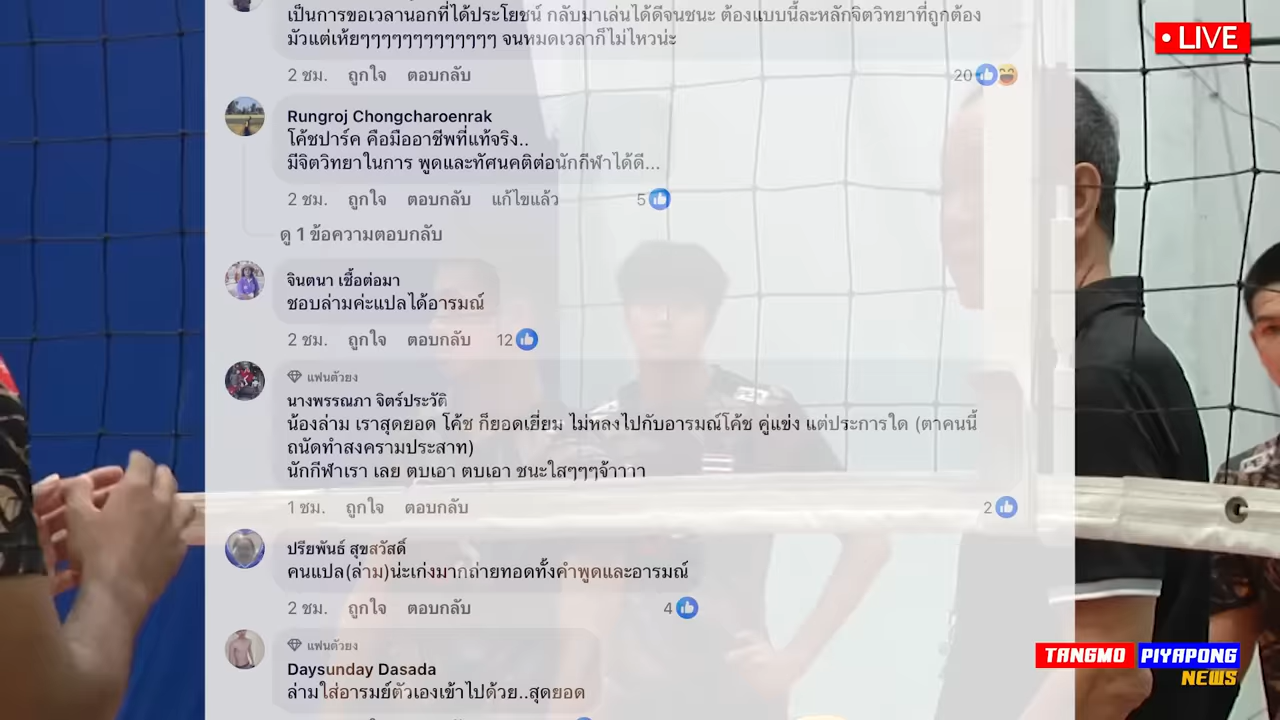 เป็นการขอเวลานอกที่ได้ประโยชน์ กลับมาเล่นได้ดีจนชนะ ต้องแบบนี้ละหลักจิตวิทยาที่ถูกต้อง
มัวแต่เห้ยๆๆๆๆๆๆๆๆๆๆๆๆๆ จนหมดเวลาก็ไม่ไหวน่ะ
2 ชม. ถูกใจ ตอบกลับ 20
Rungroj Chongcharoenrak
โค้ชปาร์ค คือมืออาชีพที่แท้จริง..
มีจิตวิทยาในการ พูดและทัศนคติต่อนักกีฬาได้ดี...
2 ชม. ถูกใจ ตอบกลับ แก้ไขแล้ว 5
ดู 1 ข้อความตอบกลับ
จินตนา เชื้อต่อมา
ชอบล่ามค่ะแปลได้อารมณ์
2 ชม. ถูกใจ ตอบกลับ 12
แฟนตัวยง
นางพรรณภา จิตร์ประวัติ
น้องล่าม เราสุดยอด โค้ช ก็ยอดเยี่ยม ไม่หลงไปกับอารมณ์โค้ช คู่แข่ง แต่ประการใด (ตาคนนี้
ถนัดทำสงครามประสาท)
นักกีฬาเรา เลย ตบเอา ตบเอา ชนะใสๆๆๆจ้าาาา
1 ชม. ถูกใจ ตอบกลับ 2
ปรียพันธ์ สุขสวัสดิ์
คนแปล(ล่าม)น่ะเก่งมากถ่ายทอดทั้งคำพูดและอารมณ์
2 ชม. ถูกใจ ตอบกลับ 4
แฟนตัวยง
Daysunday Dasada
ล่ามใส่อารมย์ตัวเองเข้าไปด้วย..สุดยอด
LIVE
TANGMO PIYAPONG
NEWS